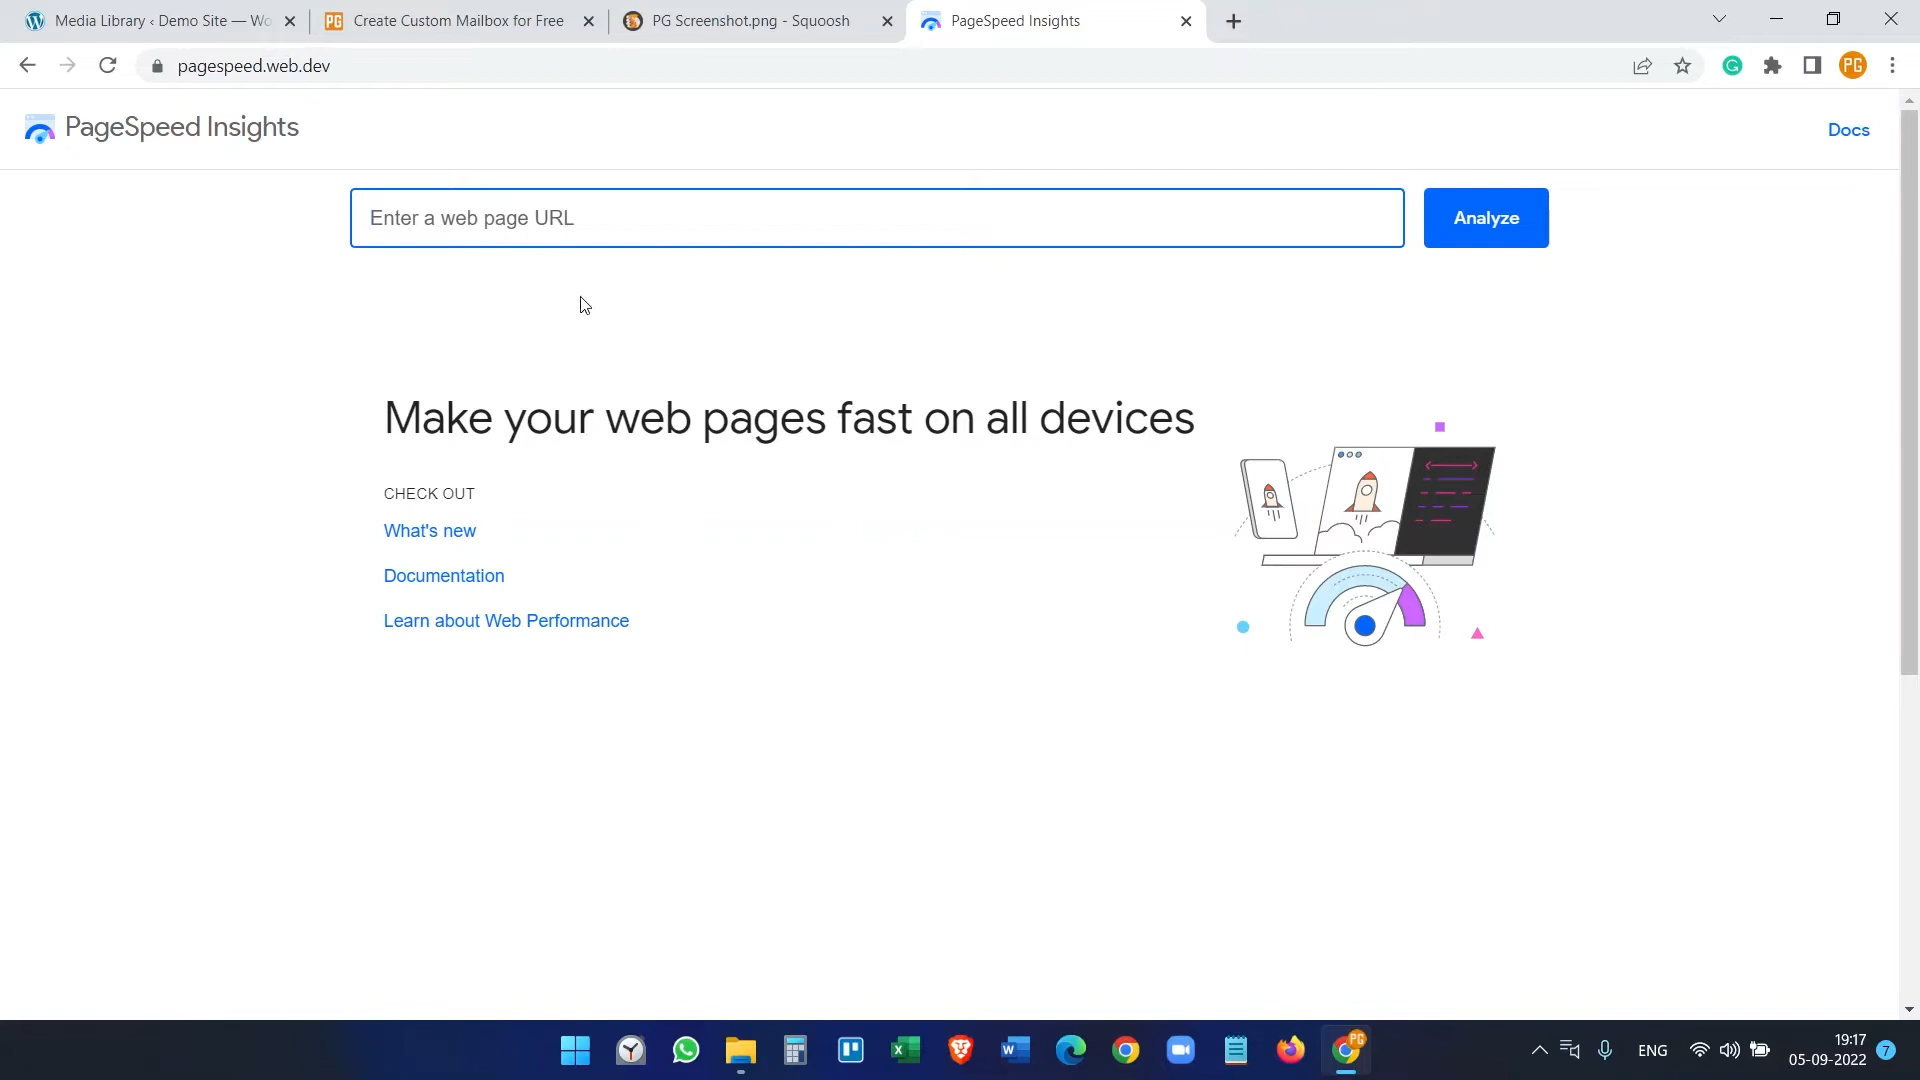 Media Library ‹ Demo Site — Wo
Create Custom Mailbox for Free
PG Screenshot.png - Squoosh
PageSpeed Insights
pagespeed.web.dev
PG
PageSpeed Insights
Docs
Enter a web page URL
Analyze
Make your web pages fast on all devices
CHECK OUT
What's new
Documentation
Learn about Web Performance
ENG
19:17
05-09-2022
7